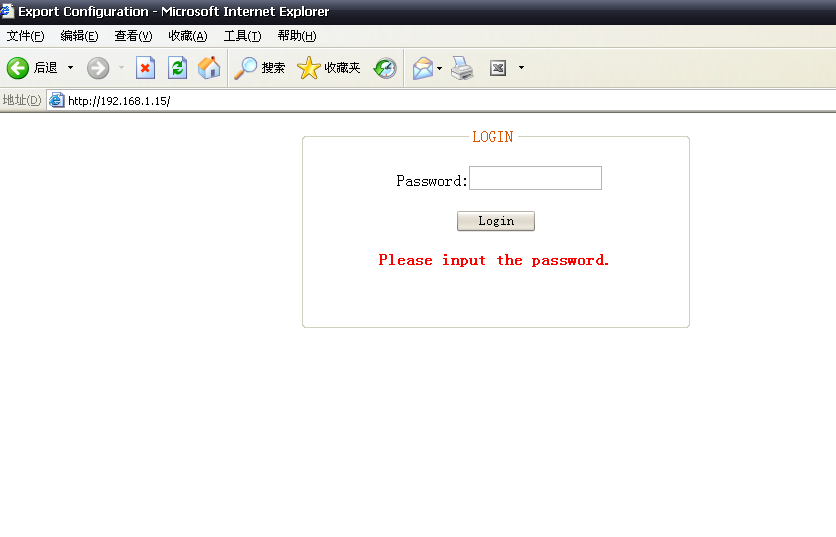 Export Configuration - Microsoft Internet Explorer
文件(F) 编辑(E) 查看(V) 收藏(A) 工具(T) 帮助(H)
后退 搜索 收藏夹
地址(D) http://192.168.1.15/
LOGIN
Password:
Login
Please input the password.